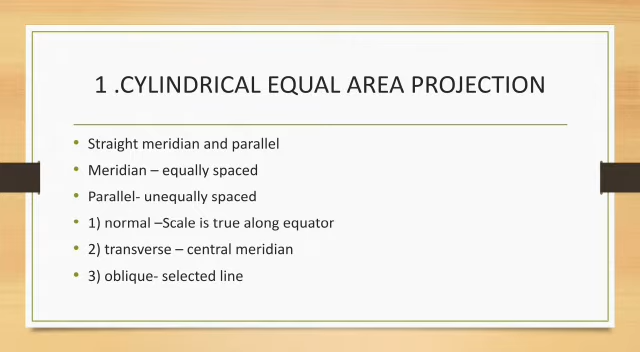 1 .CYLINDRICAL EQUAL AREA PROJECTION
• Straight meridian and parallel
• Meridian – equally spaced
• Parallel- unequally spaced
• 1) normal –Scale is true along equator
• 2) transverse – central meridian
• 3) oblique- selected line